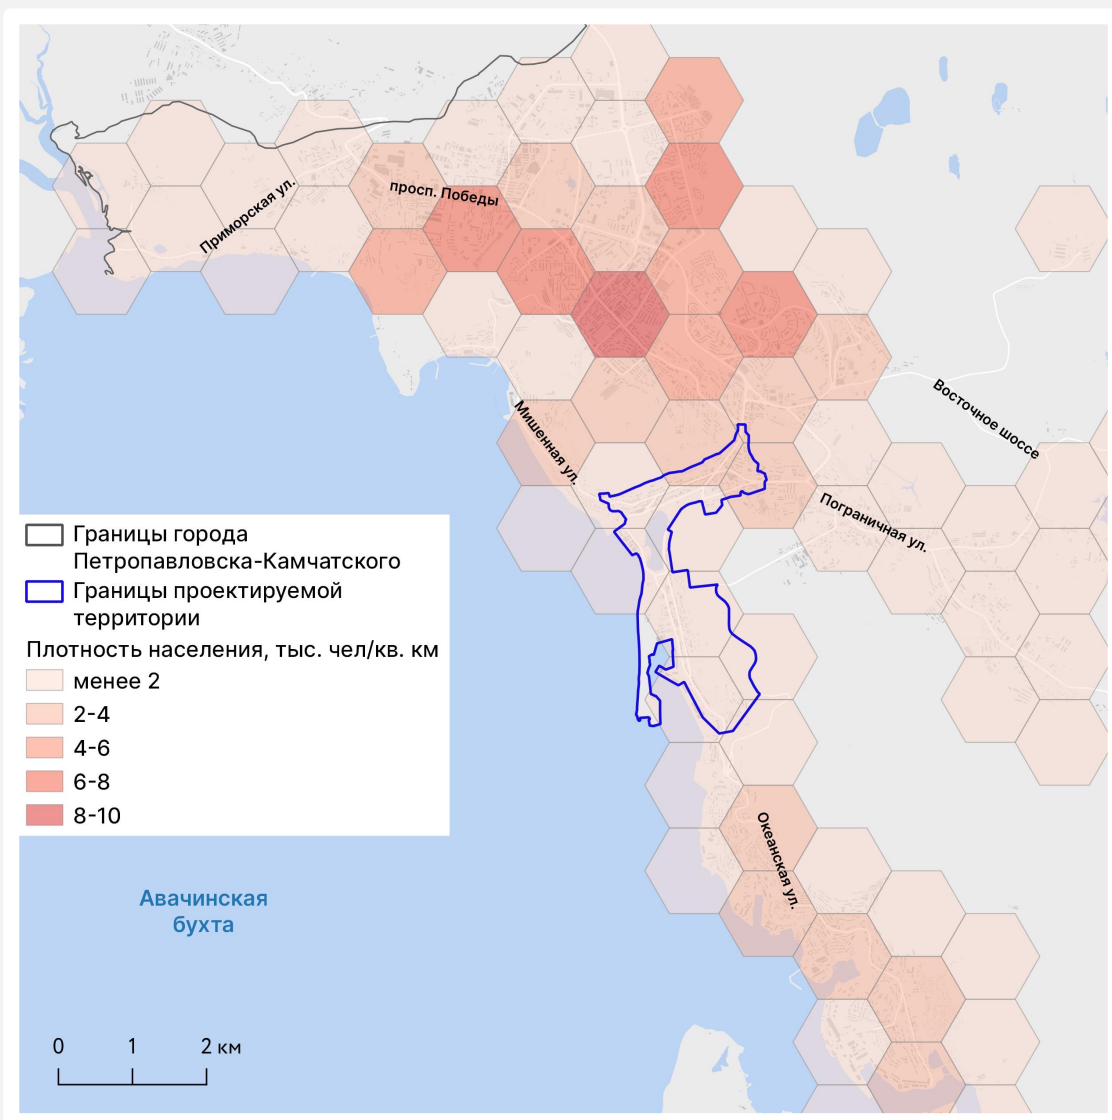 просп. Победы
Приморская ул.
Восточное шоссе
Мишенная ул.
Пограничная ул.
Границы города
Петропавловска-Камчатского
Границы проектируемой
территории
Плотность населения, тыс. чел/кв. км
менее 2
2-4
4-6
6-8
8-10
Океанская ул.
Авачинская
бухта
0 1 2 км